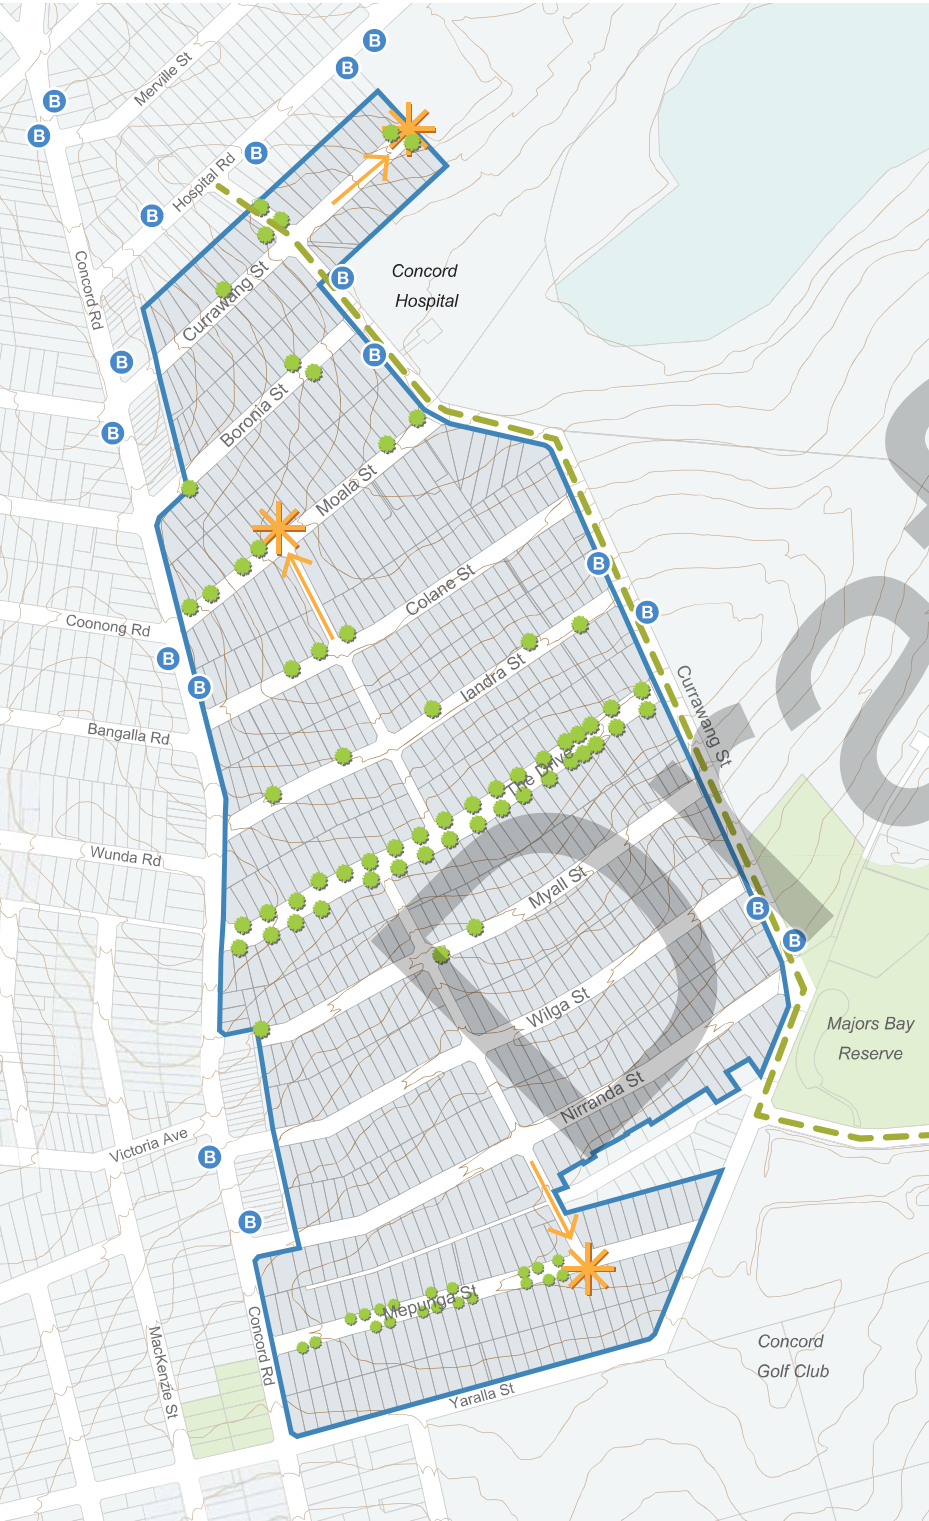 B
B
Merville St
B
B
B
Hospital Rd
B
Concord Rd
Currawang St
B
Concord
Hospital
B
B
B
Boronia St
Moala St
Colane St
B
B
Coonong Rd
B
B
Iandra St
Currawang St
Bangalla Rd
The Drive
Wunda Rd
Myall St
B
B
Wilga St
Majors Bay
Reserve
Nirranda St
Victoria Ave
B
B
Mepunga St
Concord Rd
MacKenzie St
Concord
Golf Club
Yaralla St